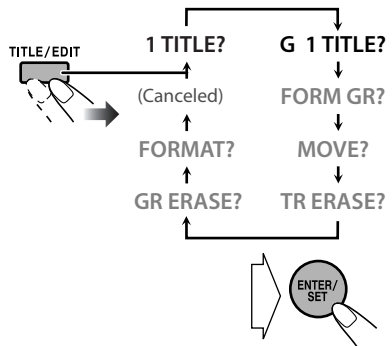 1 TITLE?
G 1 TITLE?
TITLE/EDIT
(Canceled)
FORM GR?
FORMAT?
MOVE?
GR ERASE?
TR ERASE?
ENTER/
SET